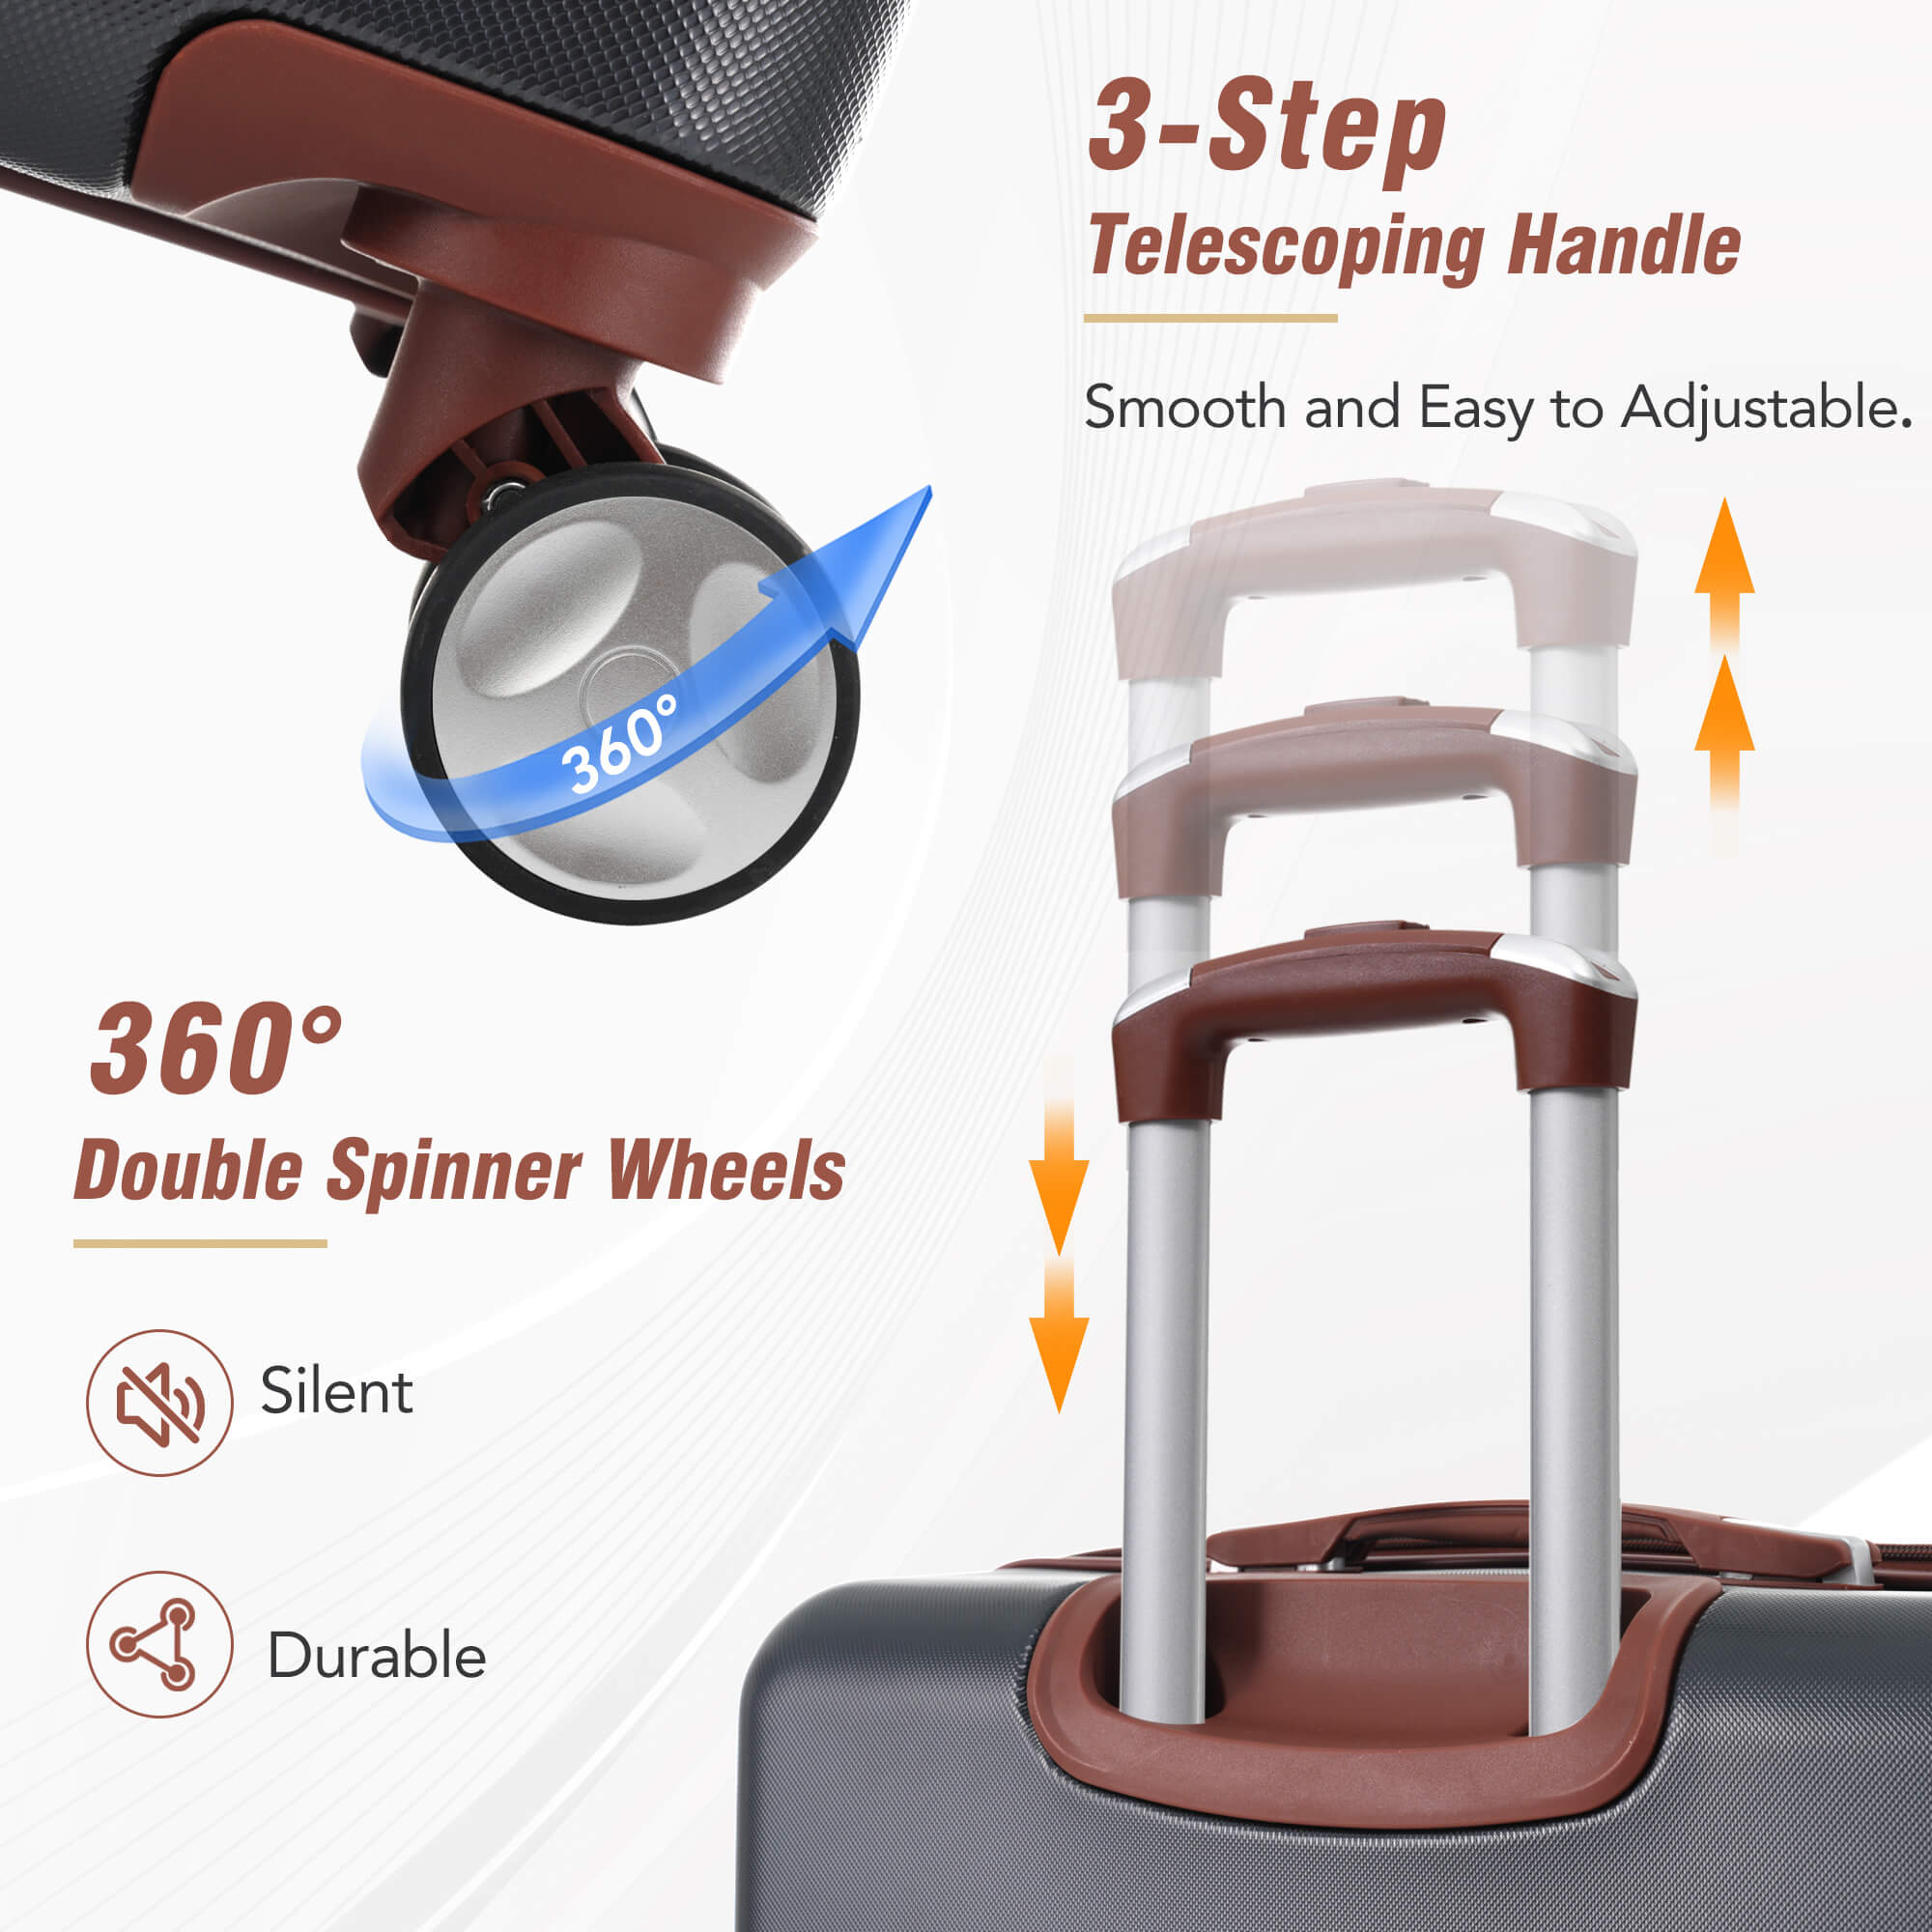 3-Step
Telescoping Handle
Smooth and Easy to Adjustable.
360°
360°
Double Spinner Wheels
Silent
Durable